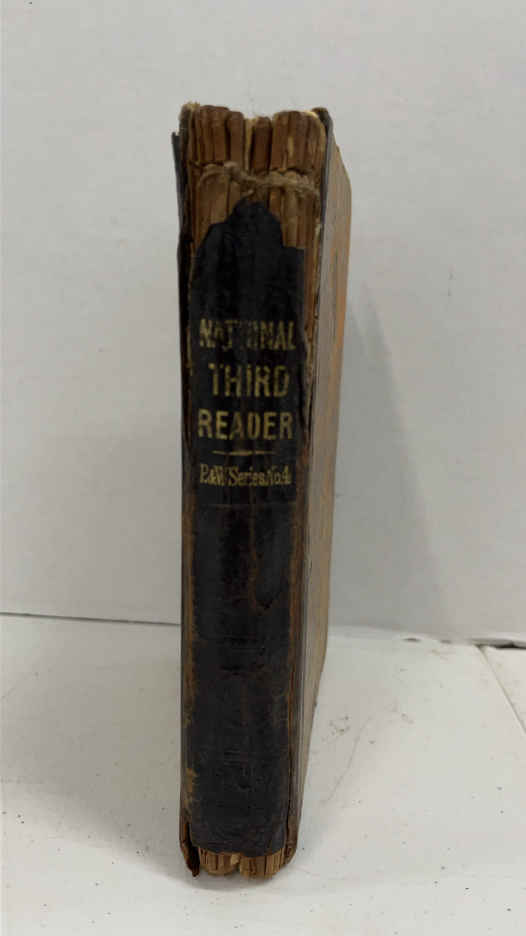 NATIONAL
THIRD
READER
P.&W. Series. No. 4.